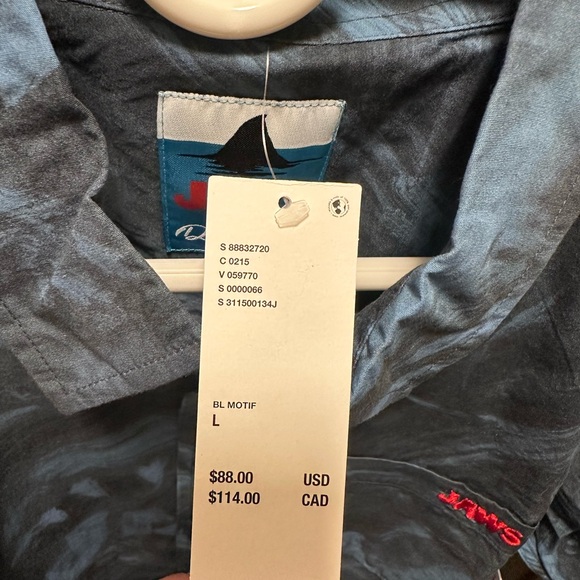 S 88832720
C 0215
V 059770
S 0000066
S 311500134J
BL MOTIF
L
$88.00 USD
$114.00 CAD
JAWS